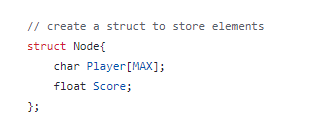 // create a struct to store elements
struct Node{
    char Player[MAX];
    float Score;
};